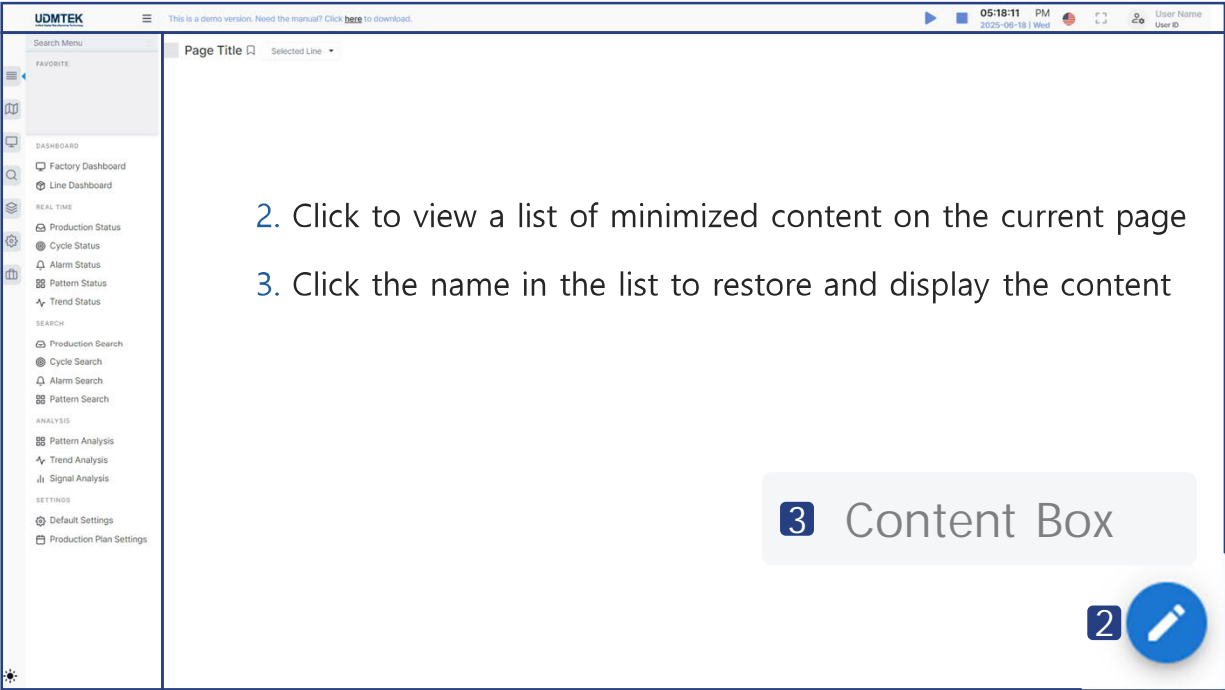 UDMTEK
This is a demo version. Need the manual? Click here to download.
05:18:11 PM
2025-06-18 | Wed
User Name
User ID
Search Menu
Page Title
Selected Line
FAVORITE
DASHBOARD
Factory Dashboard
Line Dashboard
REAL TIME
Production Status
Cycle Status
Alarm Status
Pattern Status
Trend Status
SEARCH
Production Search
Cycle Search
Alarm Search
Pattern Search
ANALYSIS
Pattern Analysis
Trend Analysis
Signal Analysis
SETTINGS
Default Settings
Production Plan Settings
2. Click to view a list of minimized content on the current page
3. Click the name in the list to restore and display the content
3 Content Box
2